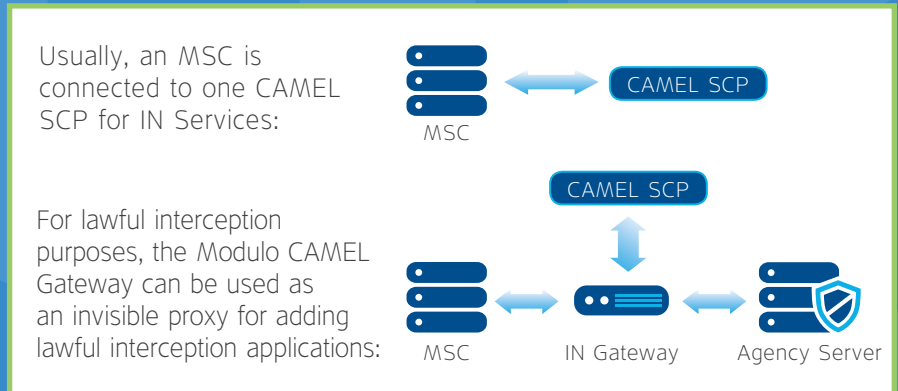 Usually, an MSC is
connected to one CAMEL
SCP for IN Services:
MSC
CAMEL SCP
For lawful interception
purposes, the Modulo CAMEL
Gateway can be used as
an invisible proxy for adding
lawful interception applications:
CAMEL SCP
MSC
IN Gateway
Agency Server